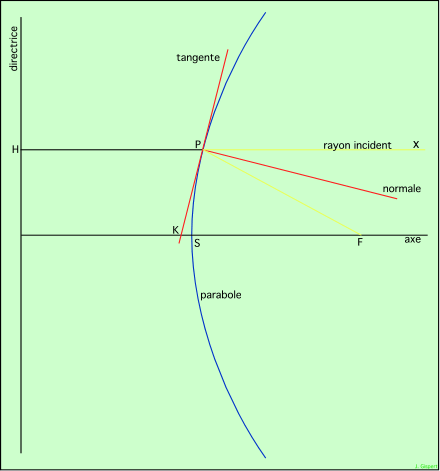 directrice
tangente
H
P
rayon incident
x
normale
K
S
F
axe
parabole